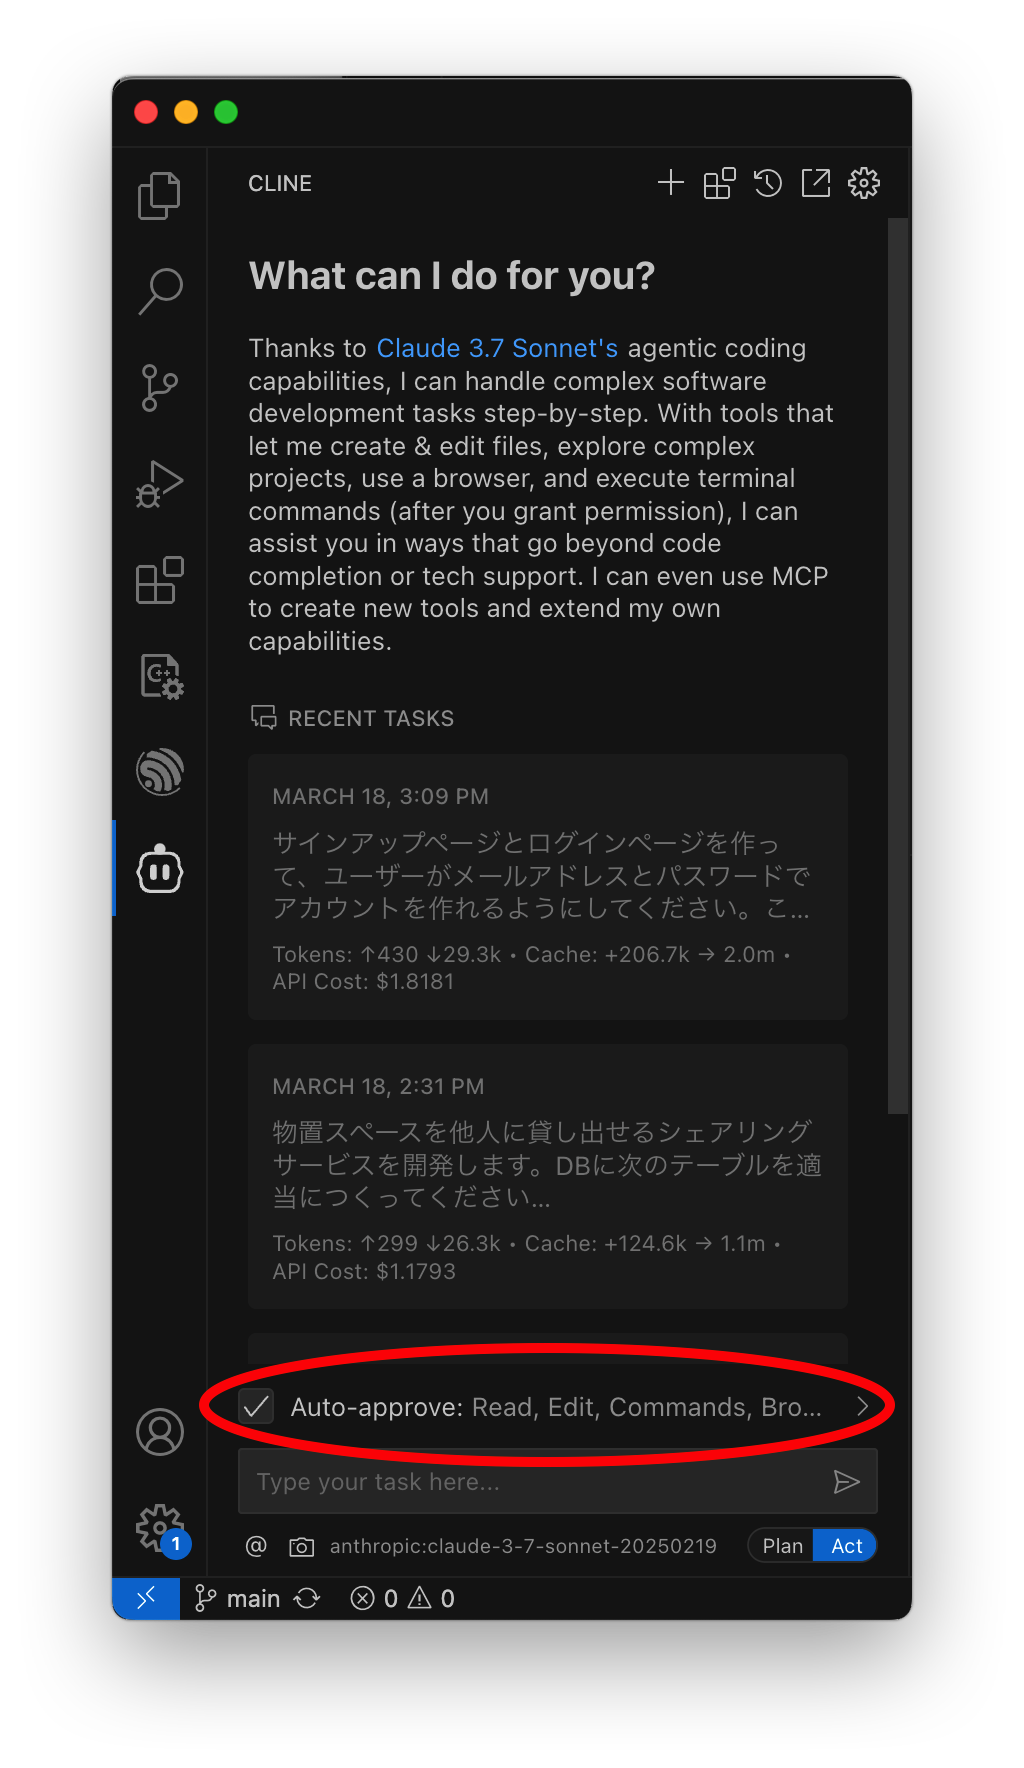 CLINE
What can I do for you?
Thanks to Claude 3.7 Sonnet's agentic coding
capabilities, I can handle complex software
development tasks step-by-step. With tools that
let me create & edit files, explore complex
projects, use a browser, and execute terminal
commands (after you grant permission), I can
assist you in ways that go beyond code
completion or tech support. I can even use MCP
to create new tools and extend my own
capabilities.
RECENT TASKS
MARCH 18, 3:09 PM
サインアップページとログインページを作っ
て、ユーザーがメールアドレスとパスワードで
アカウントを作れるようにしてください。こ...
Tokens: ↑430 ↓29.3k • Cache: +206.7k → 2.0m •
API Cost: $1.8181
MARCH 18, 2:31 PM
物置スペースを他人に貸し出せるシェアリング
サービスを開発します。DBに次のテーブルを適
当につくってください...
Tokens: ↑299 ↓26.3k • Cache: +124.6k → 1.1m •
API Cost: $1.1793
Auto-approve: Read, Edit, Commands, Bro...
Type your task here...
@ anthropic:claude-3-7-sonnet-20250219 Plan Act
1
main 0 0
C++